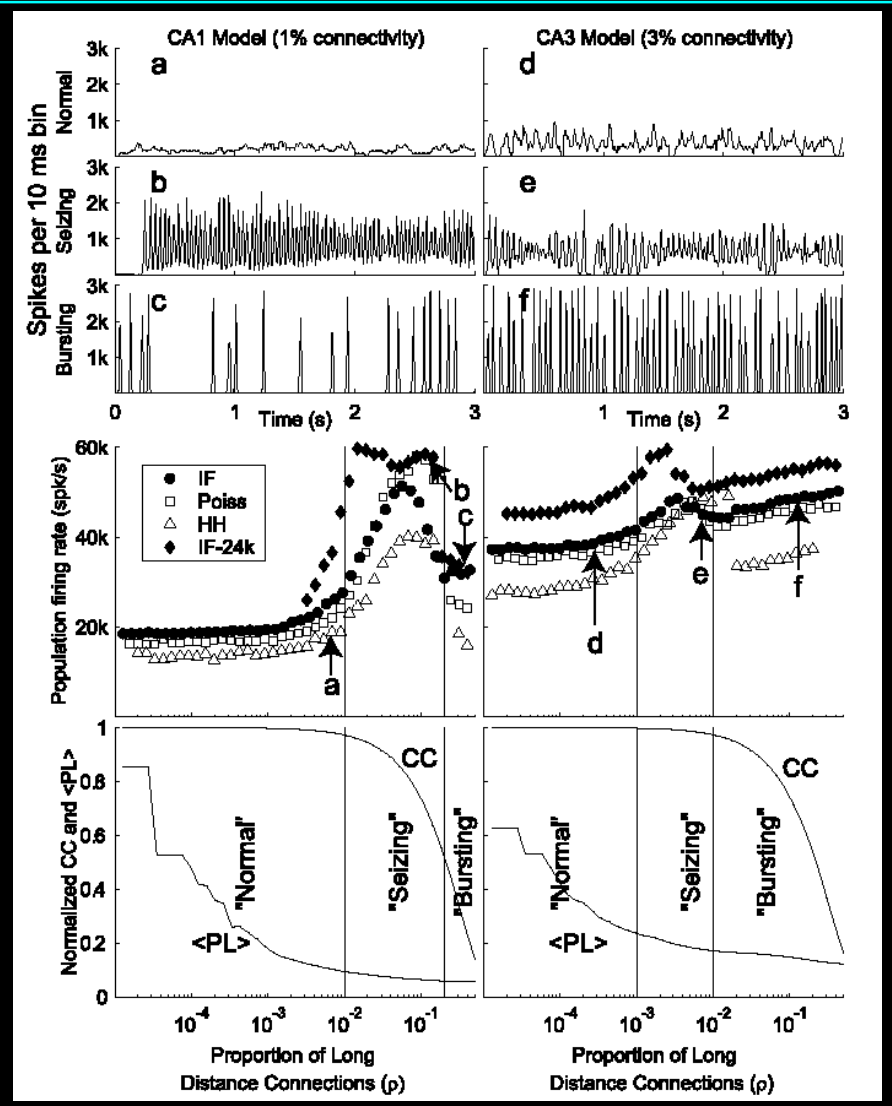 CA1 Model (1% connectivity)
CA3 Model (3% connectivity)
Spikes per 10 ms bin
Normal
3k
2k
1k
a
d
Seizing
3k
2k
1k
b
e
Bursting
3k
2k
1k
c
f
0
1
2
3
1
2
3
Time (s)
Time (s)
Population firing rate (spk/s)
60k
40k
20k
IF
Poiss
HH
IF-24k
b
c
a
d
e
f
Normalized CC and <PL>
1
0.8
0.6
0.4
0.2
0
"Normal"
"Seizing"
"Bursting"
CC
<PL>
"Normal"
"Seizing"
"Bursting"
CC
<PL>
10-4
10-3
10-2
10-1
10-4
10-3
10-2
10-1
Proportion of Long
Distance Connections (ρ)
Proportion of Long
Distance Connections (ρ)